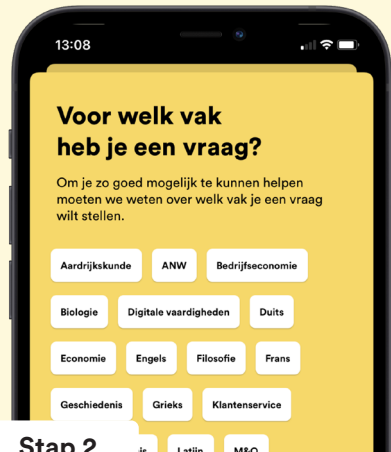 13:08
Voor welk vak
heb je een vraag?
Om je zo goed mogelijk te kunnen helpen
moeten we weten over welk vak je een vraag
wilt stellen.
Aardrijkskunde ANW Bedrijfseconomie
Biologie Digitale vaardigheden Duits
Economie Engels Filosofie Frans
Geschiedenis Grieks Klantenservice
Latijn M&O
Stap 2